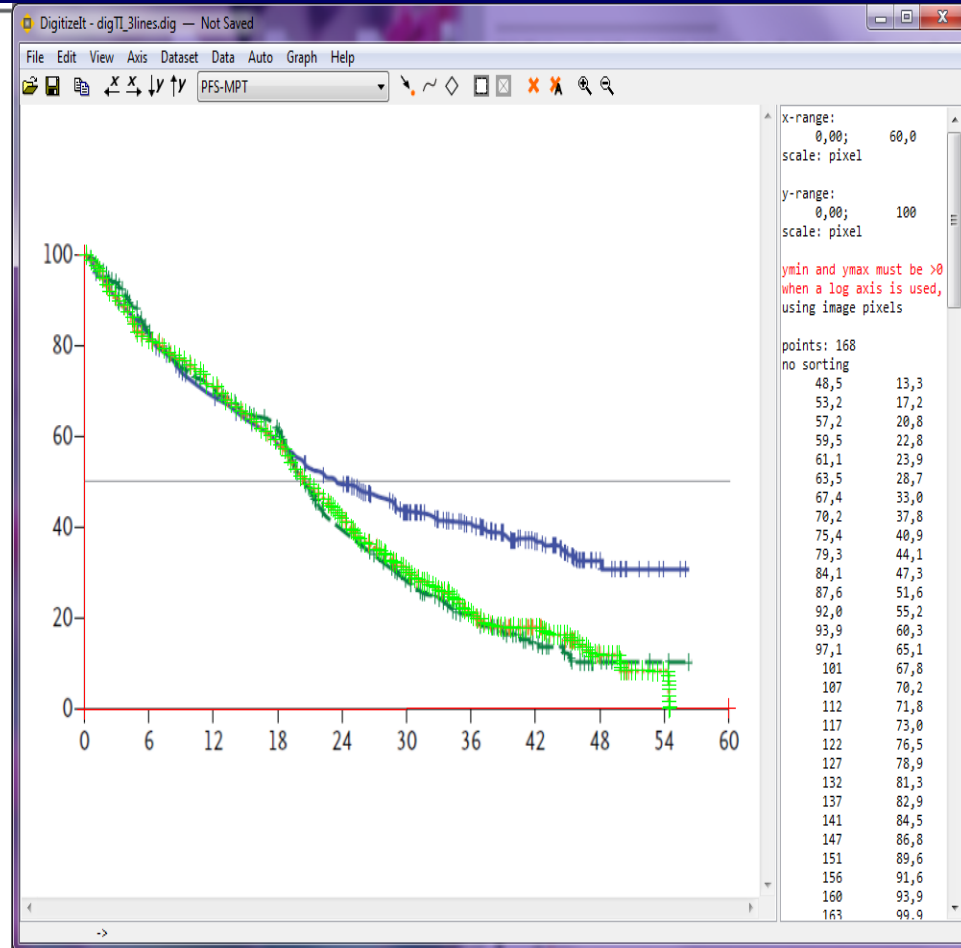 DigitizeIt - digTI_3lines.dig — Not Saved
File Edit View Axis Dataset Data Auto Graph Help
x x y y PFS-MPT
x-range:
0,00; 60,0
scale: pixel
y-range:
0,00; 100
scale: pixel
ymin and ymax must be >0
when a log axis is used,
using image pixels
points: 168
no sorting
48,5 13,3
53,2 17,2
57,2 20,8
59,5 22,8
61,1 23,9
63,5 28,7
67,4 33,0
70,2 37,8
75,4 40,9
79,3 44,1
84,1 47,3
87,6 51,6
92,0 55,2
93,9 60,3
97,1 65,1
101 67,8
107 70,2
112 71,8
117 73,0
122 76,5
127 78,9
132 81,3
137 82,9
141 84,5
147 86,8
151 89,6
156 91,6
160 93,9
163 99,9
100
80
60
40
20
0
0 6 12 18 24 30 36 42 48 54 60
->